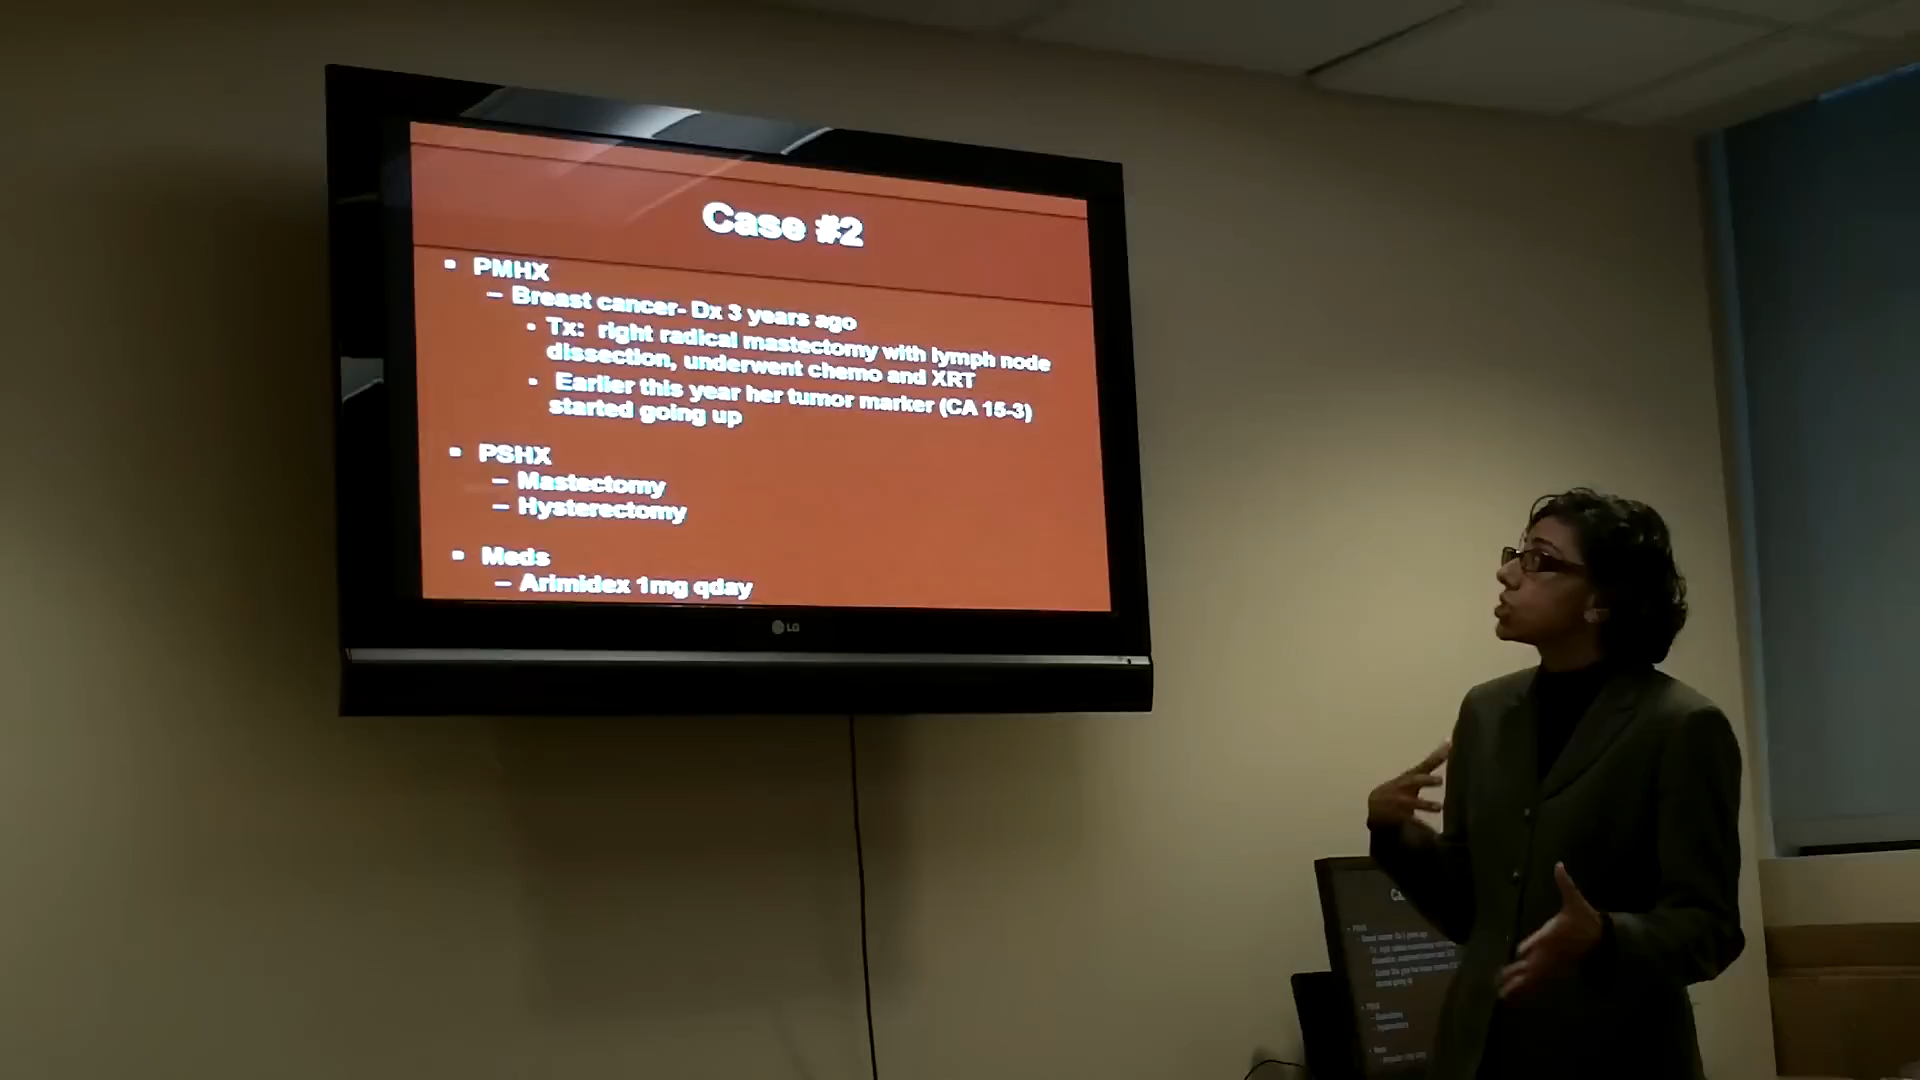 Case #2
▪ PMHX
– Breast cancer- Dx 3 years ago
• Tx: right radical mastectomy with lymph node
dissection, underwent chemo and XRT
• Earlier this year her tumor marker (CA 15-3)
started going up
▪ PSHX
– Mastectomy
– Hysterectomy
▪ Meds
– Arimidex 1mg qday
LG